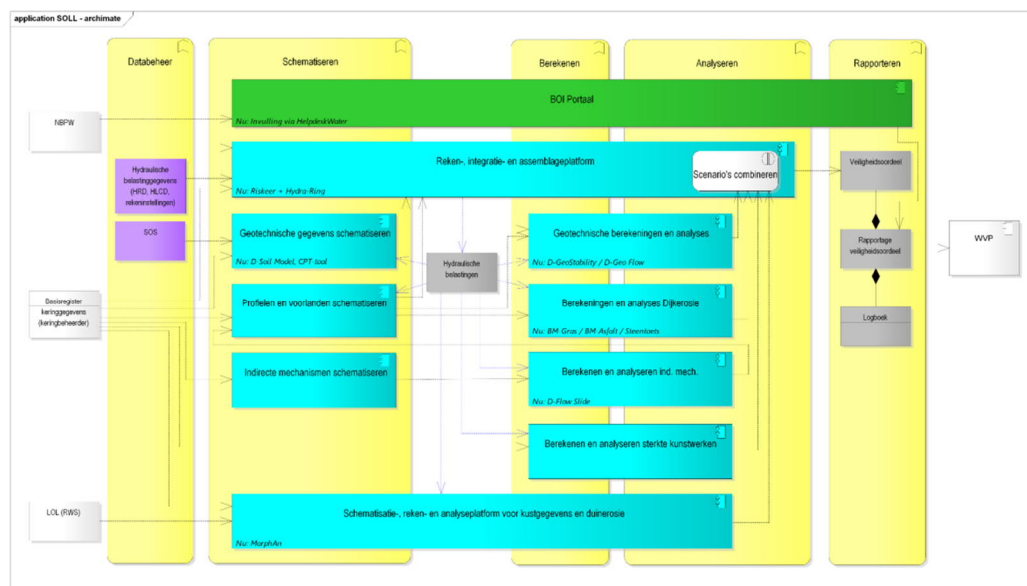 application SOLL - archimate
Databeheer
Schematiseren
Berekenen
Analyseren
Rapporteren
BOI Portaal
Nu: Invulling via HelpdeskWater
NBPW
Reken-, integratie- en assemblageplatform
Scenario's combineren
Nu: Riskeer + Hydra-Ring
Hydraulische
belastinggegevens
(HRD, HLCD,
rekeninstellingen)
Veiligheidsoordeel
SOS
Geotechnische gegevens schematiseren
Nu: D-Soil Model, CPT-tool
Hydraulische
belastingen
Geotechnische berekeningen en analyses
Nu: D-GeoStability / D-Geo Flow
Rapportage
veiligheidsoordeel
WVP
Basisregister
keringgegevens
(keringbeheerder)
Profielen en voorlanden schematiseren
Berekeningen en analyses Dijkerosie
Nu: BM Gras / BM Asfalt / Steentoets
Logboek
Indirecte mechanismen schematiseren
Berekenen en analyseren ind. mech.
Nu: D-Flow Slide
Berekenen en analyseren sterkte kunstwerken
LOL (RWS)
Schematisatie-, reken- en analyseplatform voor kustgegevens en duinerosie
Nu: MorphAn